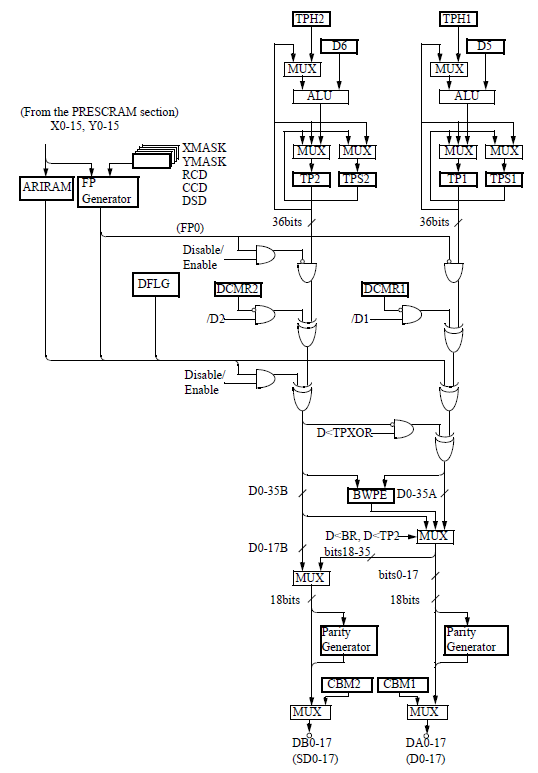 TPH2
TPH1
D6
D5
MUX
MUX
ALU
ALU
(From the PRESCRAM section)
X0-15, Y0-15
XMASK
YMASK
RCD
CCD
DSD
MUX
MUX
MUX
MUX
ARIRAM
FP
Generator
TP2
TPS2
TP1
TPS1
36bits
36bits
(FP0)
Disable/
Enable
DFLG
DCMR2
DCMR1
/D2
/D1
Disable/
Enable
D<TPXOR
D0-35B
BWPE
D0-35A
D<BR, D<TP2
MUX
D0-17B
bits18-35
MUX
bits0-17
18bits
18bits
Parity
Generator
Parity
Generator
CBM2
CBM1
MUX
MUX
DB0-17
(SD0-17)
DA0-17
(D0-17)